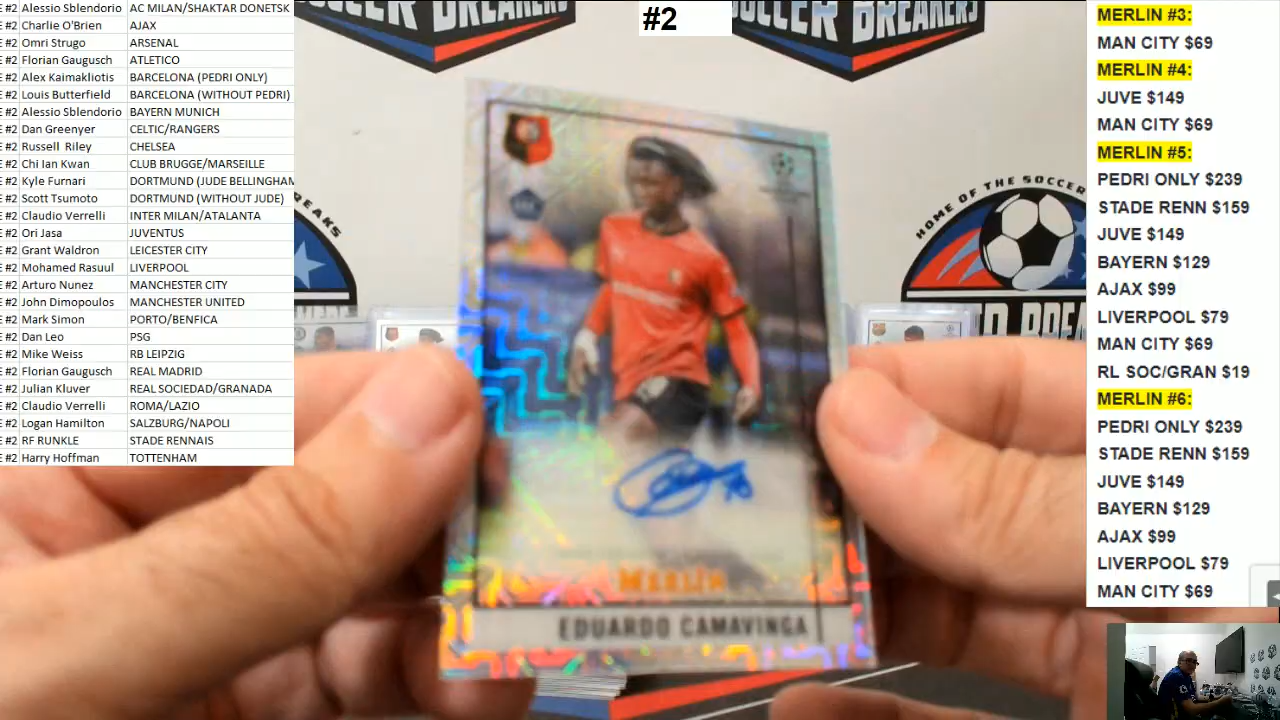 E #2 Alessio Sblendorio AC MILAN/SHAKTAR DONETSK
E #2 Charlie O'Brien AJAX
E #2 Omri Strugo ARSENAL
E #2 Florian Gaugusch ATLETICO
E #2 Alex Kaimakliotis BARCELONA (PEDRI ONLY)
E #2 Louis Butterfield BARCELONA (WITHOUT PEDRI)
E #2 Alessio Sblendorio BAYERN MUNICH
E #2 Dan Greenyer CELTIC/RANGERS
E #2 Russell Riley CHELSEA
E #2 Chi Ian Kwan CLUB BRUGGE/MARSEILLE
E #2 Kyle Furnari DORTMUND (JUDE BELLINGHAM
E #2 Scott Tsumoto DORTMUND (WITHOUT JUDE)
E #2 Claudio Verrelli INTER MILAN/ATALANTA
E #2 Ori Jasa JUVENTUS
E #2 Grant Waldron LEICESTER CITY
E #2 Mohamed Rasuul LIVERPOOL
E #2 Arturo Nunez MANCHESTER CITY
E #2 John Dimopoulos MANCHESTER UNITED
E #2 Mark Simon PORTO/BENFICA
E #2 Dan Leo PSG
E #2 Mike Weiss RB LEIPZIG
E #2 Florian Gaugusch REAL MADRID
E #2 Julian Kluver REAL SOCIEDAD/GRANADA
E #2 Claudio Verrelli ROMA/LAZIO
E #2 Logan Hamilton SALZBURG/NAPOLI
E #2 RF RUNKLE STADE RENNAIS
E #2 Harry Hoffman TOTTENHAM
#2
SOCCER BREAKERS
SOCCER BREAKERS
BREAKS
HOME OF THE SOCCER
MERLIN
EDUARDO CAMAVINGA
MERLIN #3:
MAN CITY $69
MERLIN #4:
JUVE $149
MAN CITY $69
MERLIN #5:
PEDRI ONLY $239
STADE RENN $159
JUVE $149
BAYERN $129
AJAX $99
LIVERPOOL $79
MAN CITY $69
RL SOC/GRAN $19
MERLIN #6:
PEDRI ONLY $239
STADE RENN $159
JUVE $149
BAYERN $129
AJAX $99
LIVERPOOL $79
MAN CITY $69